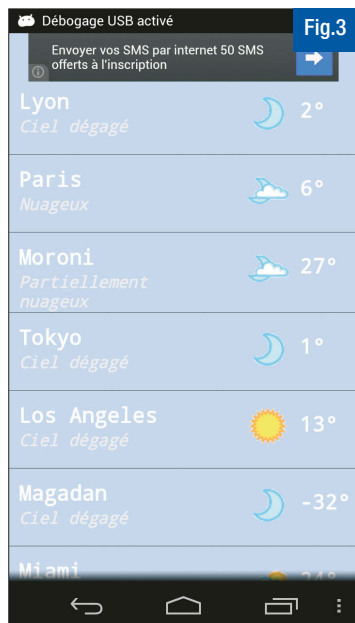 Débogage USB activé
Fig.3
Envoyer vos SMS par internet 50 SMS
offerts à l'inscription
Lyon
2°
Ciel dégagé
Paris
6°
Nuageux
Moroni
27°
Partiellement
nuageux
Tokyo
1°
Ciel dégagé
Los Angeles
13°
Ciel dégagé
Magadan
-32°
Ciel dégagé
Miami
24°